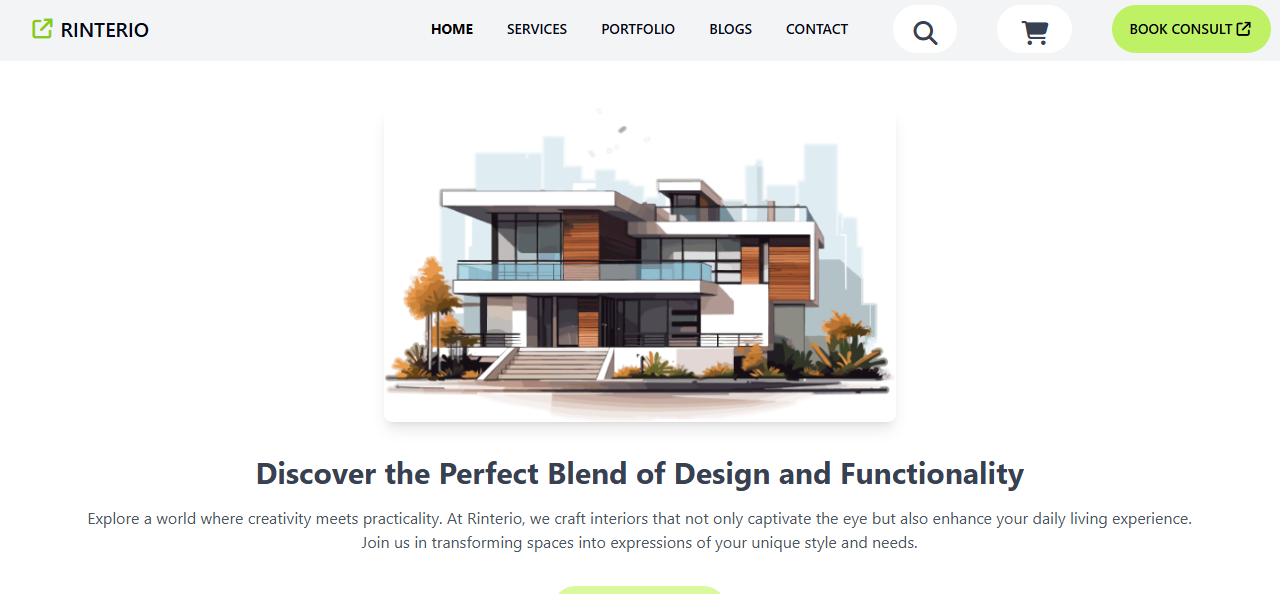 RINTERIO
HOME SERVICES PORTFOLIO BLOGS CONTACT BOOK CONSULT
Discover the Perfect Blend of Design and Functionality
Explore a world where creativity meets practicality. At Rinterio, we craft interiors that not only captivate the eye but also enhance your daily living experience.
Join us in transforming spaces into expressions of your unique style and needs.